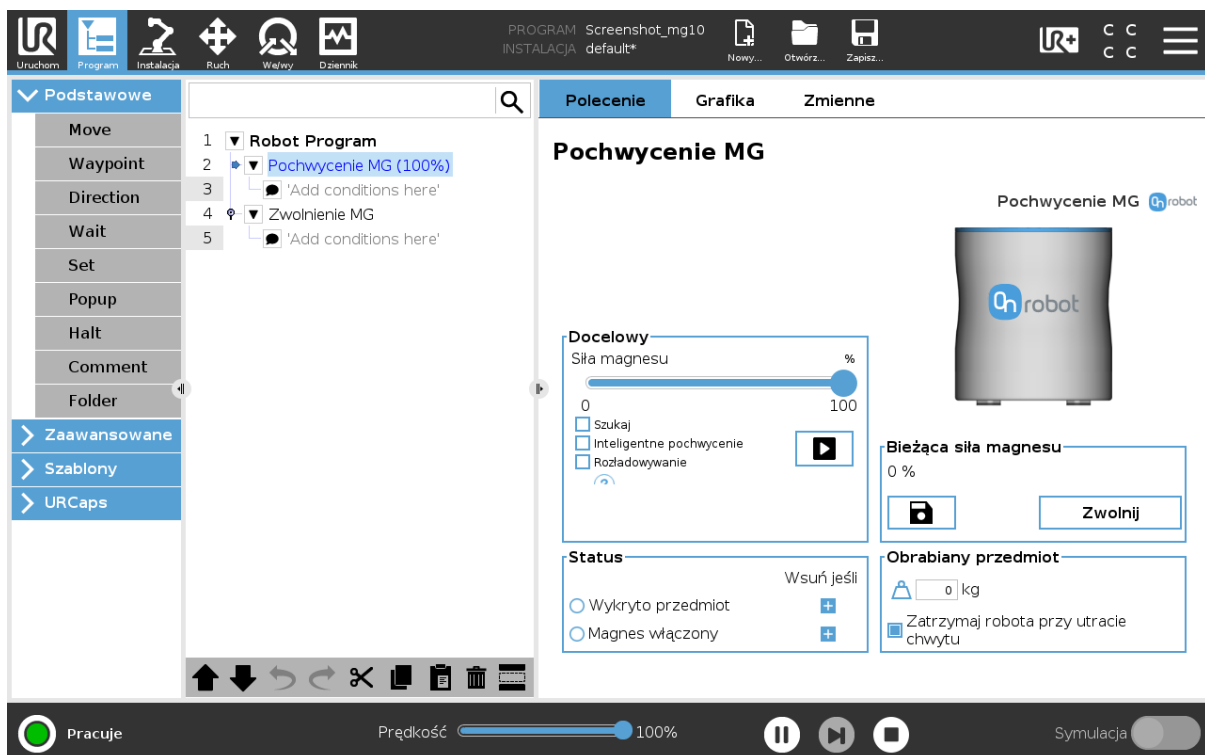 PROGRAM Screenshot_mg10
INSTALACJA default*
Uruchom Program Instalacja Ruch We/wy Dziennik
Nowy... Otwórz... Zapisz...
UR+
C C
C C
Podstawowe
Move
Waypoint
Direction
Wait
Set
Popup
Halt
Comment
Folder
Zaawansowane
Szablony
URCaps
1 Robot Program
2 Pochwycenie MG (100%)
3 'Add conditions here'
4 Zwolnienie MG
5 'Add conditions here'
Polecenie Grafika Zmienne
Pochwycenie MG
Pochwycenie MG OnRobot
On robot
Docelowy
Siła magnesu %
0 100
Szukaj
Inteligentne pochwycenie
Rozładowywanie
?
Bieżąca siła magnesu
0 %
Zwolnij
Status
Wsuń jeśli
Wykryto przedmiot
Magnes włączony
Obrabiany przedmiot
0 kg
Zatrzymaj robota przy utracie
chwytu
Pracuje
Prędkość 100%
Symulacja